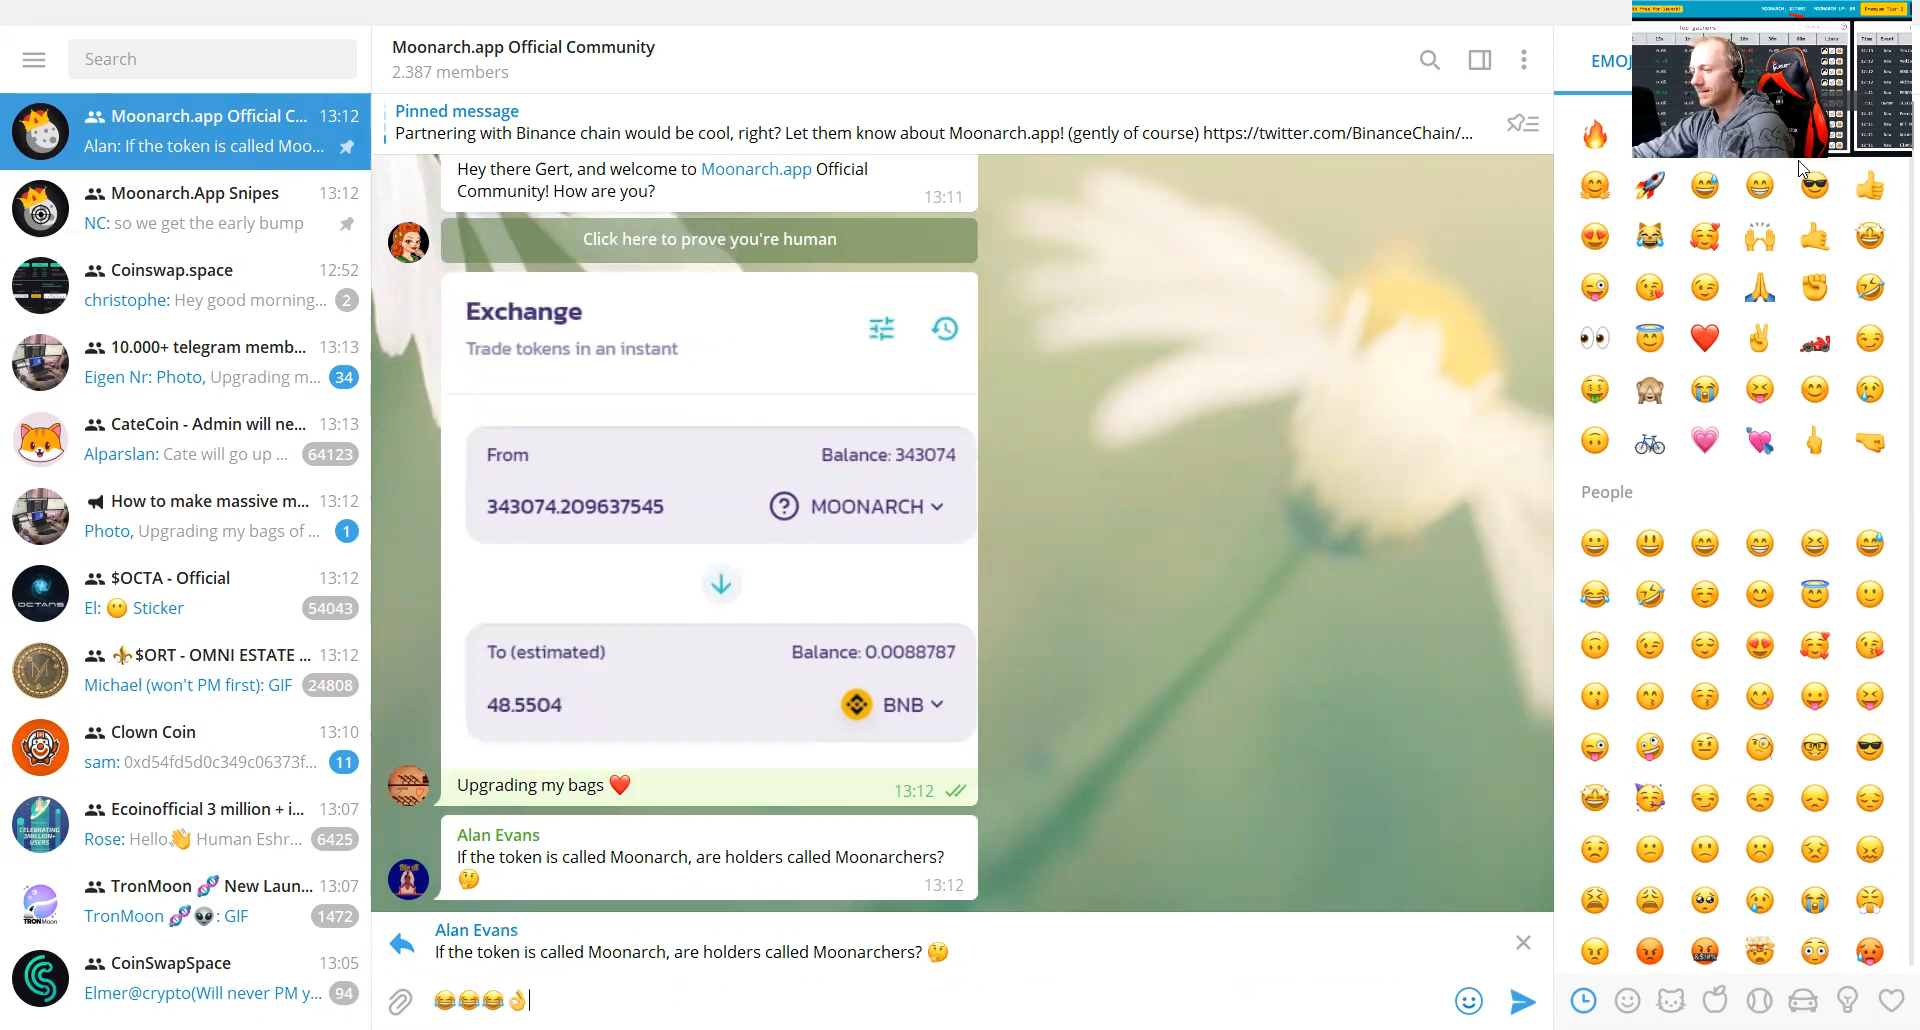 Search
Moonarch.app Official C... 13:12
Alan: If the token is called Moo...
Moonarch.App Snipes 13:12
NC: so we get the early bump
Coinswap.space 12:52
christophe: Hey good morning... 2
10.000+ telegram memb... 13:13
Eigen Nr: Photo, Upgrading m... 34
CateCoin - Admin will ne... 13:13
Alparslan: Cate will go up ... 64123
How to make massive m... 13:12
Photo, Upgrading my bags of ... 1
$OCTA - Official 13:12
El: 😶 Sticker 54043
⚜️$ORT - OMNI ESTATE ... 13:12
Michael (won't PM first): GIF 24808
Clown Coin 13:10
sam: 0xd54fd5d0c349c06373f... 11
Ecoinofficial 3 million + i... 13:07
Rose: Hello👋 Human Eshr... 6425
TronMoon 🧬 New Laun... 13:07
TronMoon 🧬👽: GIF 1472
CoinSwapSpace 13:05
Elmer@crypto(Will never PM y... 94
Moonarch.app Official Community
2.387 members
Pinned message
Partnering with Binance chain would be cool, right? Let them know about Moonarch.app! (gently of course) https://twitter.com/BinanceChain/...
Hey there Gert, and welcome to Moonarch.app Official
Community! How are you?
13:11
Click here to prove you're human
Exchange
Trade tokens in an instant
From Balance: 343074
343074.209637545 MOONARCH
To (estimated) Balance: 0.0088787
48.5504 BNB
Upgrading my bags ❤️
13:12
Alan Evans
If the token is called Moonarch, are holders called Moonarchers?
🤔
13:12
Alan Evans
If the token is called Moonarch, are holders called Moonarchers? 🤔
😂😂😂👌
EMOJ
People
Top gainers
Premium Tier 2